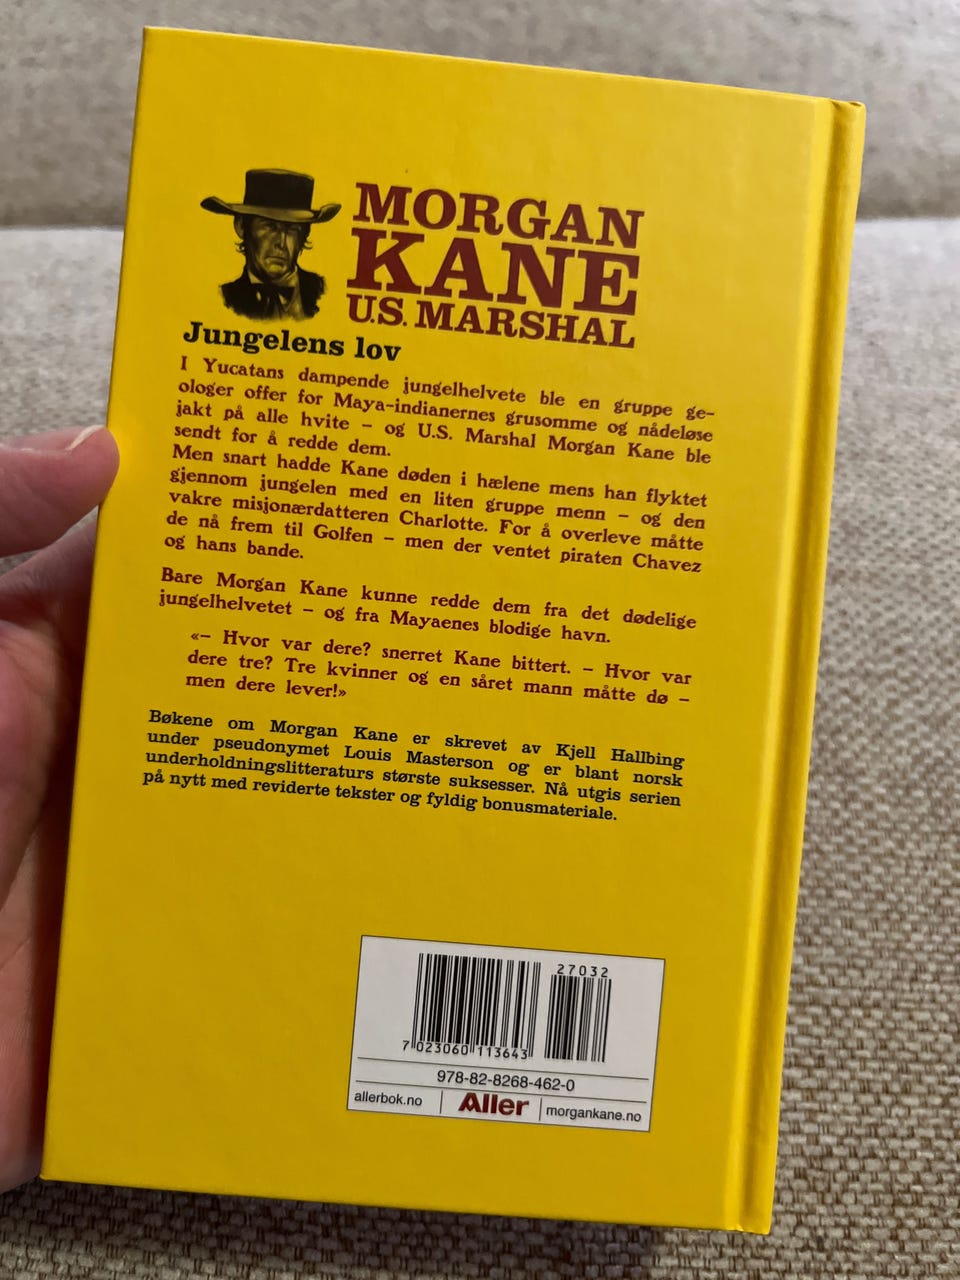 MORGAN
KANE
U.S. MARSHAL
Jungelens lov
I Yucatans dampende jungelhelvete ble en gruppe ge-
ologer offer for Maya-indianernes grusomme og nådeløse
jakt på alle hvite – og U.S. Marshal Morgan Kane ble
sendt for å redde dem.
Men snart hadde Kane døden i hælene mens han flyktet
gjennom jungelen med en liten gruppe menn – og den
vakre misjonærdatteren Charlotte. For å overleve måtte
de nå frem til Golfen – men der ventet piraten Chavez
og hans bande.
Bare Morgan Kane kunne redde dem fra det dødelige
jungelhelvetet – og fra Mayaenes blodige havn.
«– Hvor var dere? snerret Kane bittert. – Hvor var
dere tre? Tre kvinner og en såret mann måtte dø –
men dere lever!»
Bøkene om Morgan Kane er skrevet av Kjell Hallbing
under pseudonymet Louis Masterson og er blant norsk
underholdningslitteraturs største suksesser. Nå utgis serien
på nytt med reviderte tekster og fyldig bonusmateriale.
27032
7 023060 113643
978-82-8268-462-0
allerbok.no | Aller | morgankane.no